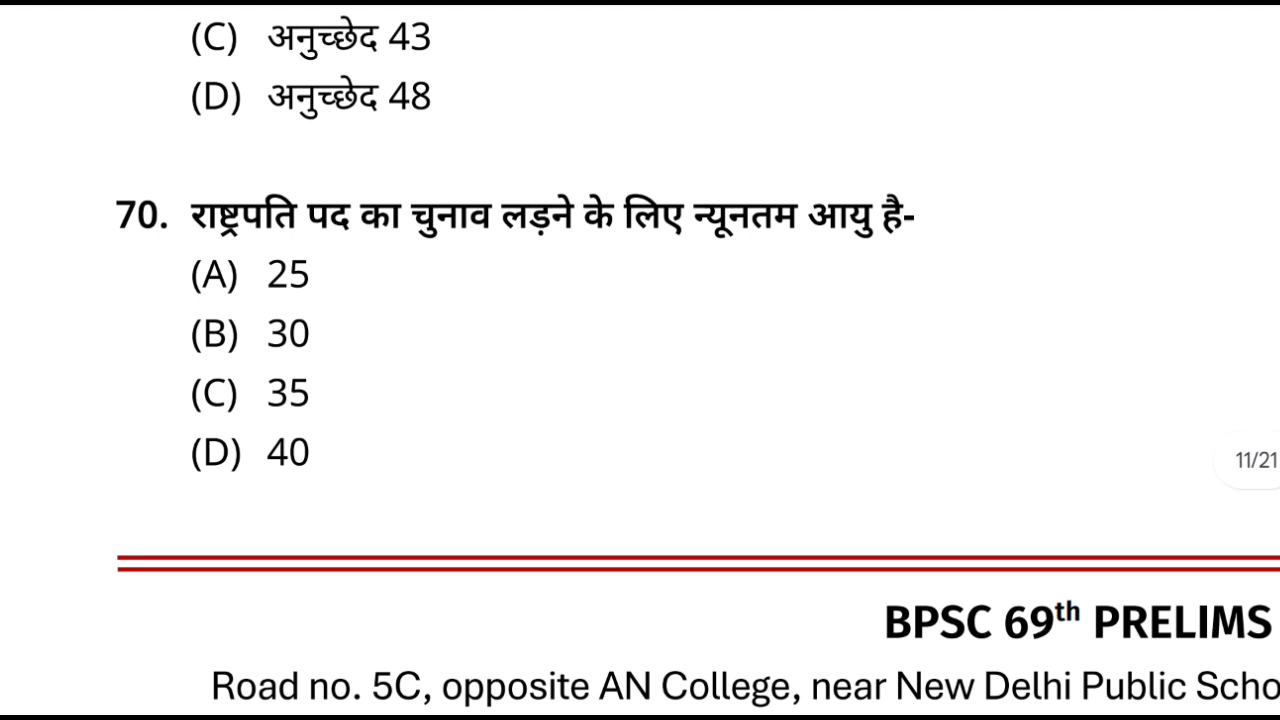 (C) अनुच्छेद 43
(D) अनुच्छेद 48
70. राष्ट्रपति पद का चुनाव लड़ने के लिए न्यूनतम आयु है-
(A) 25
(B) 30
(C) 35
(D) 40
11/21
BPSC 69th PRELIMS
Road no. 5C, opposite AN College, near New Delhi Public Scho